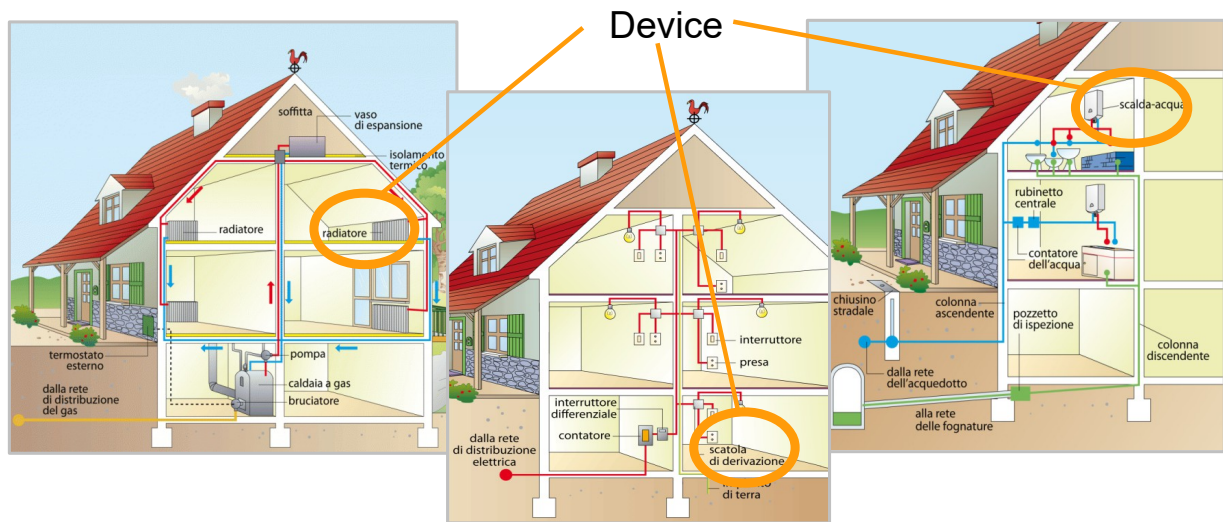 Device
soffitta
vaso
di espansione
isolamento
termico
radiatore
radiatore
termostato
esterno
pompa
dalla rete
di distribuzione
del gas
caldaia a gas
bruciatore
interruttore
presa
interruttore
differenziale
contatore
dalla rete
di distribuzione
elettrica
scatola
di derivazione
di terra
scalda-acqua
rubinetto
centrale
contatore
dell'acqua
chiusino
stradale
colonna
ascendente
pozzetto
di ispezione
colonna
discendente
dalla rete
dell'acquedotto
alla rete
delle fognature